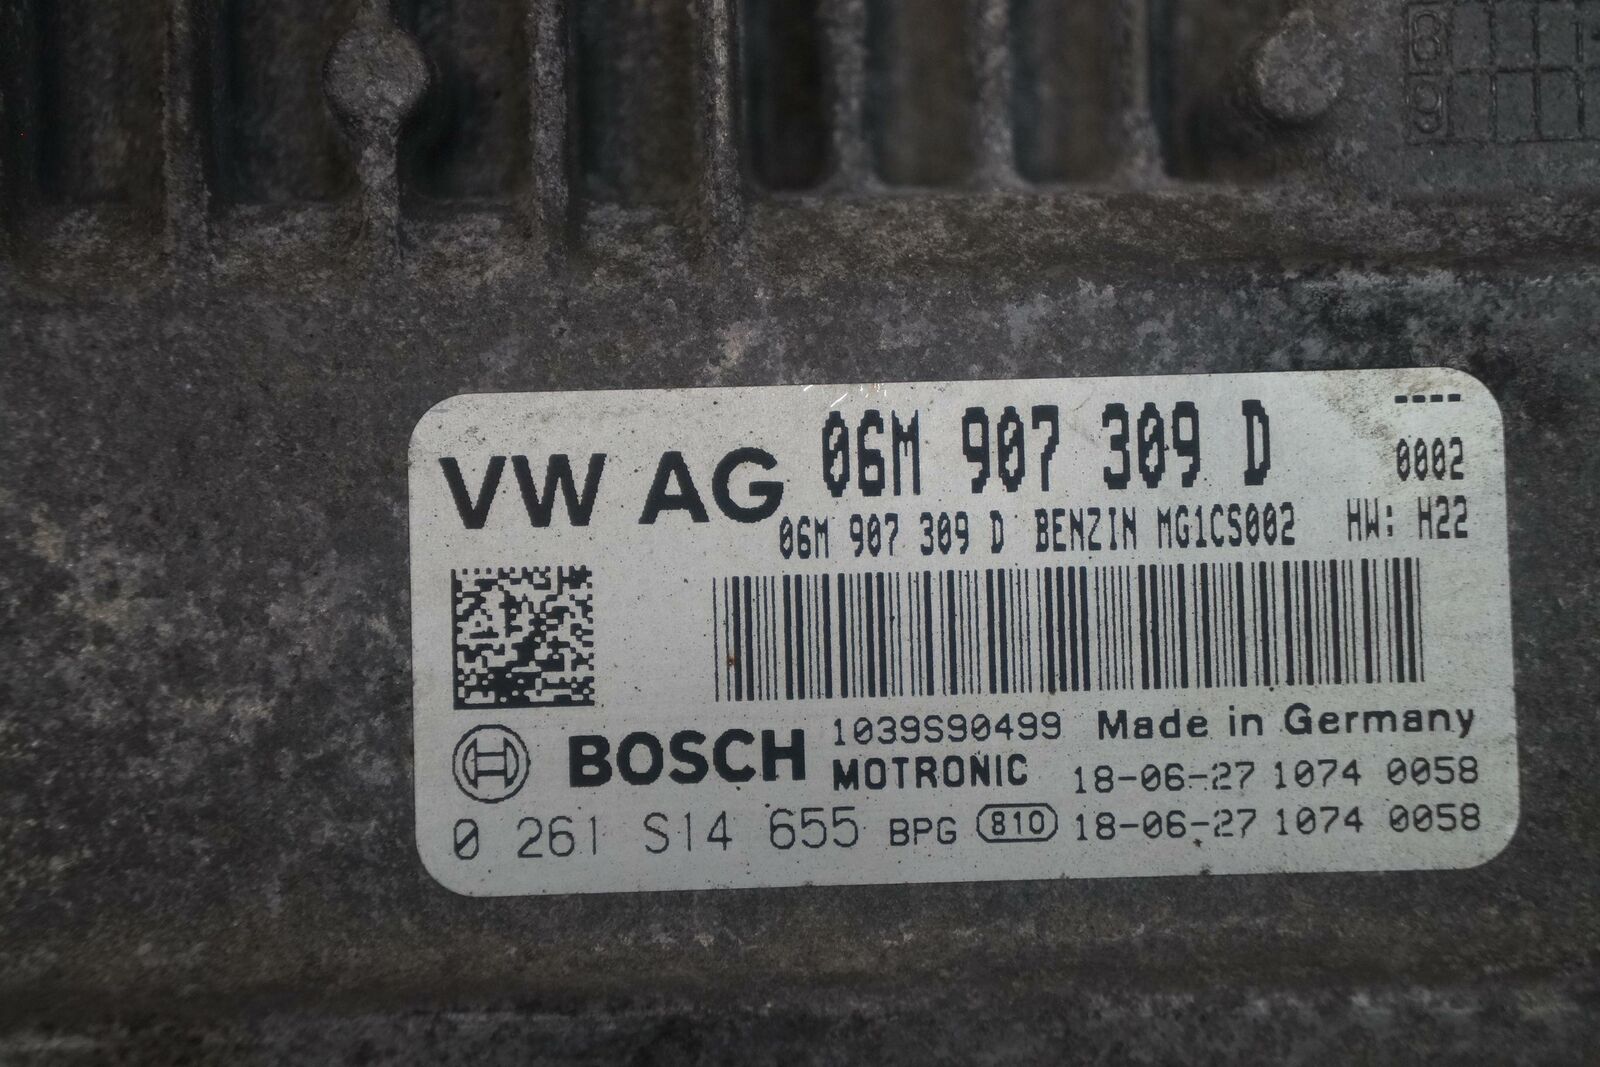 VW AG 06M 907 309 D ----
0002
06M 907 309 D BENZIN MG1CS002 HW: H22
BOSCH 1039S90499 Made in Germany
MOTRONIC 18-06-27 1074 0058
0 261 S14 655 BPG 810 18-06-27 1074 0058